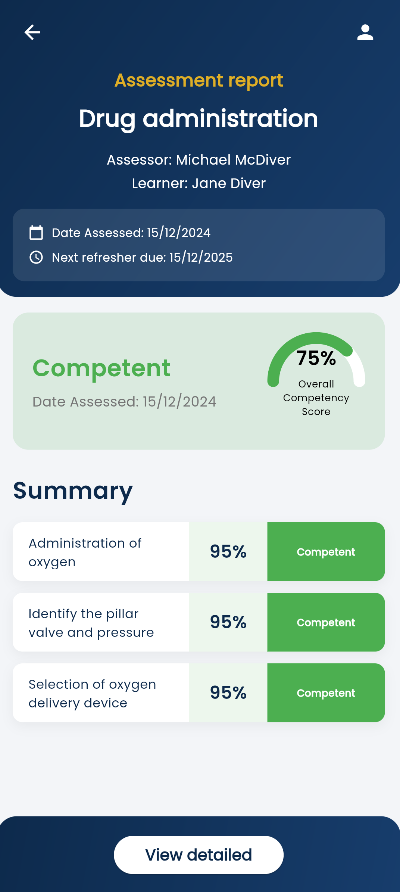 Assessment report
Drug administration
Assessor: Michael McDiver
Learner: Jane Diver
Date Assessed: 15/12/2024
Next refresher due: 15/12/2025
Competent
Date Assessed: 15/12/2024
75%
Overall
Competency
Score
Summary
Administration of
oxygen
95%
Competent
Identify the pillar
valve and pressure
95%
Competent
Selection of oxygen
delivery device
95%
Competent
View detailed